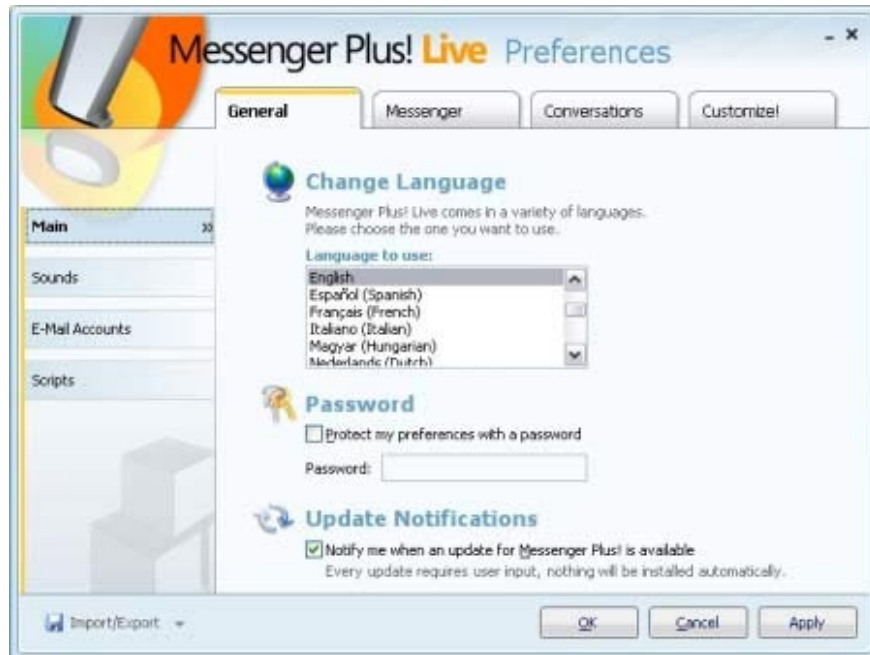 Messenger Plus! Live Preferences
General
Messenger
Conversations
Customize!
Main
Sounds
E-Mail Accounts
Scripts
Change Language
Messenger Plus! Live comes in a variety of languages.
Please choose the one you want to use.
Language to use:
English
Español (Spanish)
Français (French)
Italiano (Italian)
Magyar (Hungarian)
Nederlands (Dutch)
Password
Protect my preferences with a password
Password:
Update Notifications
Notify me when an update for Messenger Plus! is available
Every update requires user input, nothing will be installed automatically.
Import/Export
OK
Cancel
Apply